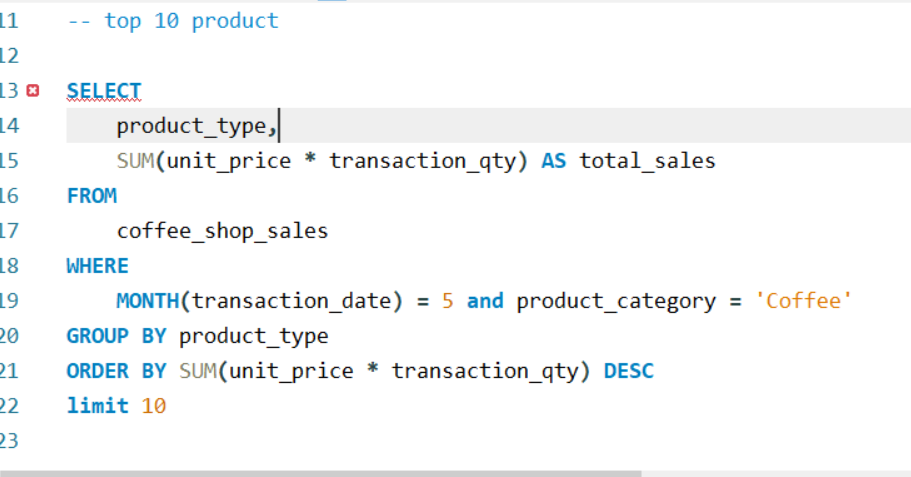 11 -- top 10 product
12
13 SELECT
14 product_type,
15 SUM(unit_price * transaction_qty) AS total_sales
16 FROM
17 coffee_shop_sales
18 WHERE
19 MONTH(transaction_date) = 5 and product_category = 'Coffee'
20 GROUP BY product_type
21 ORDER BY SUM(unit_price * transaction_qty) DESC
22 limit 10
23